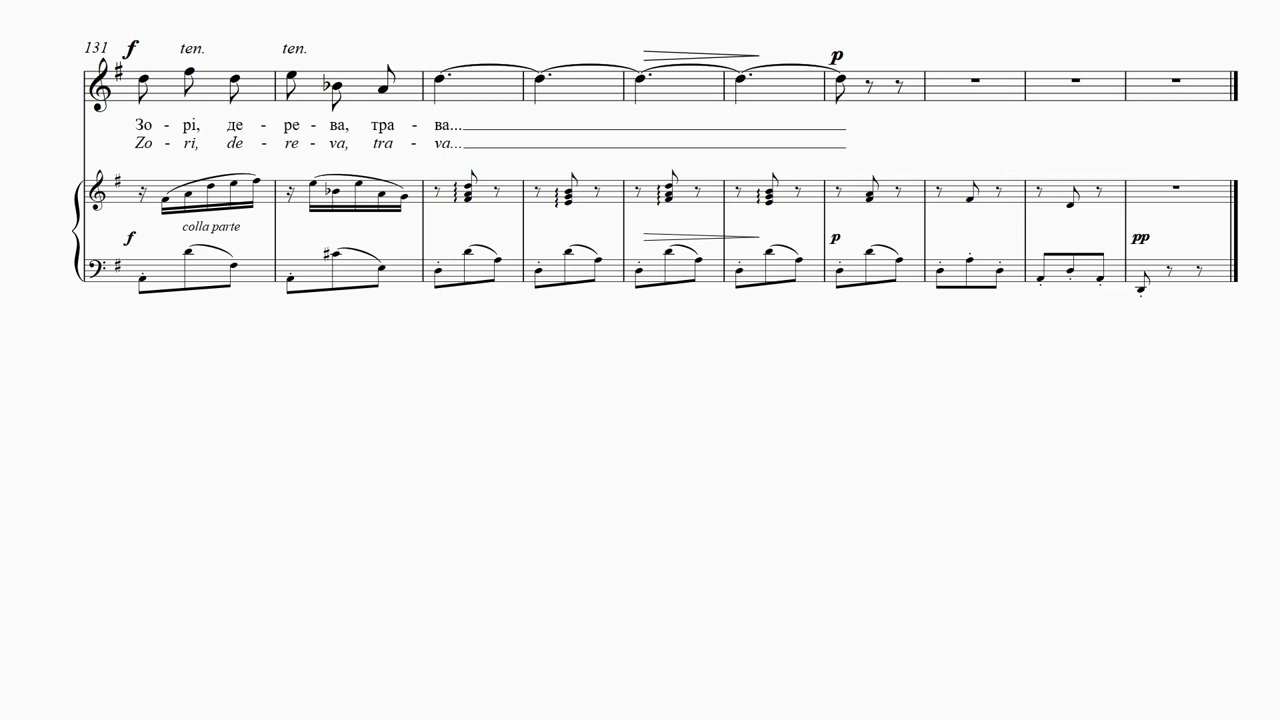 131 f ten. ten. p
Зо - рі, де - ре - ва, тра - ва...
Zo - ri, de - re - va, tra - va...
colla parte
f p pp